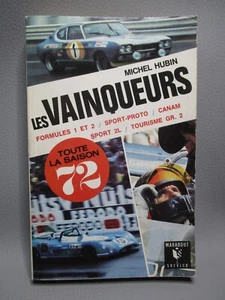 MICHEL HUBIN
LES VAINQUEURS
FORMULES 1 ET 2 / SPORT-PROTO / CANAM
SPORT 2L / TOURISME GR. 2
TOUTE
LA SAISON
72
MARABOUT
SERVICE